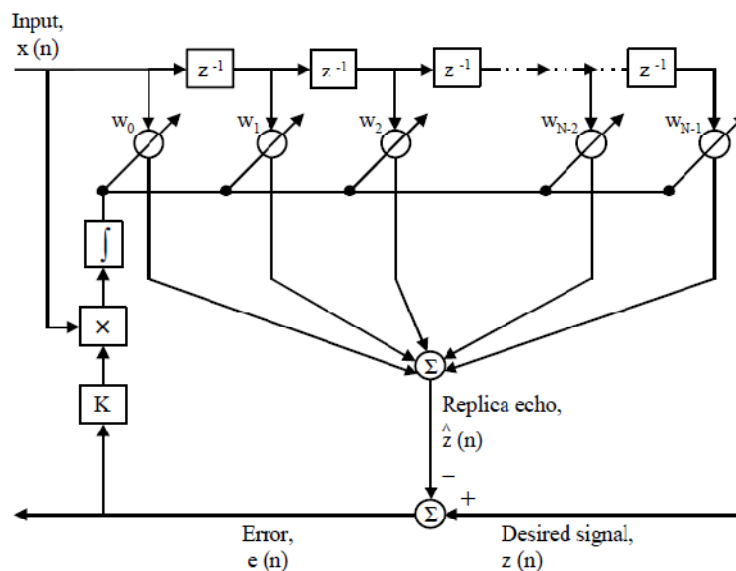 Input,
x (n)
z -1
z -1
z -1
z -1
w0
w1
w2
wN-2
wN-1
∫
×
K
Σ
Replica echo,
ẑ (n)
−
+
Σ
Error,
e (n)
Desired signal,
z (n)